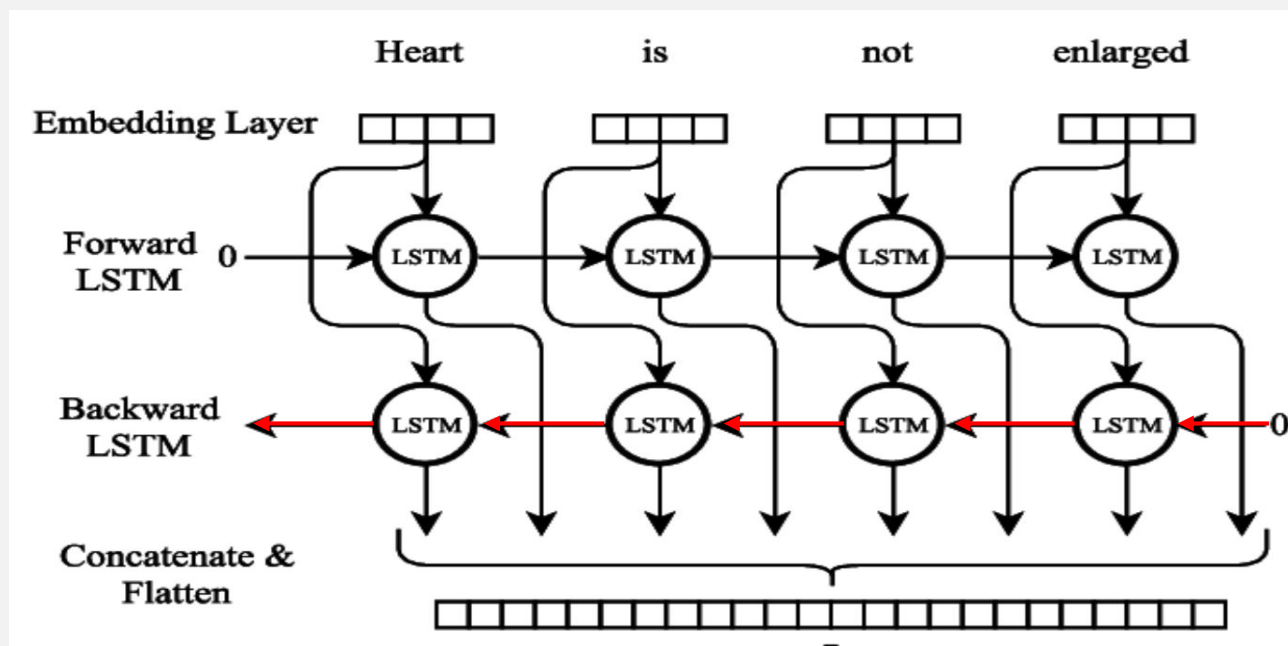 Heart is not enlarged
Embedding Layer
Forward
LSTM
0
LSTM LSTM LSTM LSTM
Backward
LSTM
LSTM LSTM LSTM LSTM
0
Concatenate &
Flatten